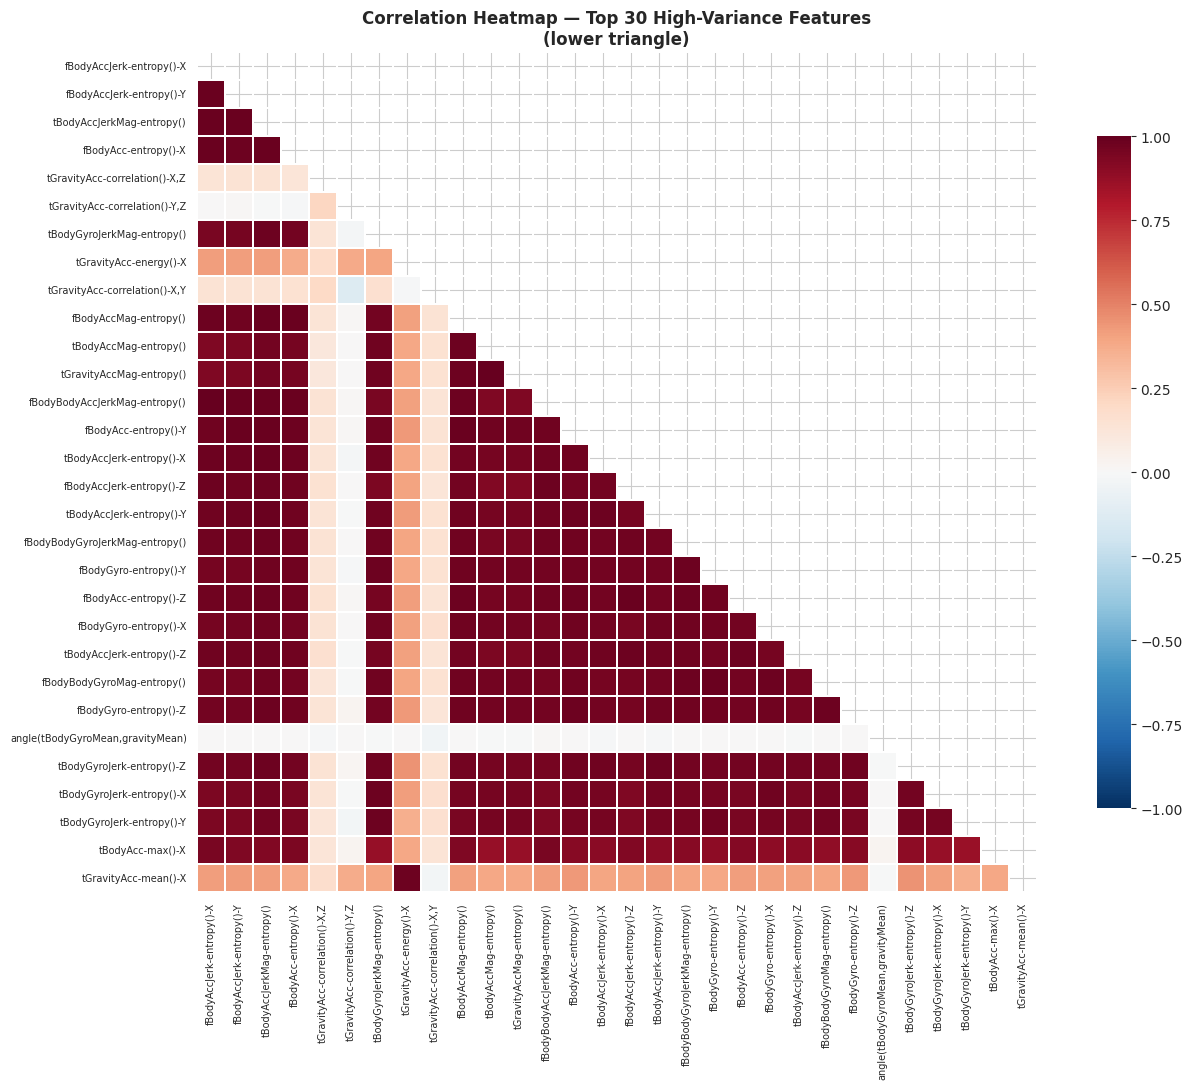 Correlation Heatmap — Top 30 High-Variance Features
(lower triangle)
fBodyAccJerk-entropy()-X
fBodyAccJerk-entropy()-Y
tBodyAccJerkMag-entropy()
fBodyAcc-entropy()-X
tGravityAcc-correlation()-X,Z
tGravityAcc-correlation()-Y,Z
tBodyGyroJerkMag-entropy()
tGravityAcc-energy()-X
tGravityAcc-correlation()-X,Y
fBodyAccMag-entropy()
tBodyAccMag-entropy()
tGravityAccMag-entropy()
fBodyBodyAccJerkMag-entropy()
fBodyAcc-entropy()-Y
tBodyAccJerk-entropy()-X
fBodyAccJerk-entropy()-Z
tBodyAccJerk-entropy()-Y
fBodyBodyGyroJerkMag-entropy()
fBodyGyro-entropy()-Y
fBodyAcc-entropy()-Z
fBodyGyro-entropy()-X
tBodyAccJerk-entropy()-Z
fBodyBodyGyroMag-entropy()
fBodyGyro-entropy()-Z
angle(tBodyGyroMean,gravityMean)
tBodyGyroJerk-entropy()-Z
tBodyGyroJerk-entropy()-X
tBodyGyroJerk-entropy()-Y
tBodyAcc-max()-X
tGravityAcc-mean()-X
fBodyAccJerk-entropy()-X
fBodyAccJerk-entropy()-Y
tBodyAccJerkMag-entropy()
fBodyAcc-entropy()-X
tGravityAcc-correlation()-X,Z
tGravityAcc-correlation()-Y,Z
tBodyGyroJerkMag-entropy()
tGravityAcc-energy()-X
tGravityAcc-correlation()-X,Y
fBodyAccMag-entropy()
tBodyAccMag-entropy()
tGravityAccMag-entropy()
fBodyBodyAccJerkMag-entropy()
fBodyAcc-entropy()-Y
tBodyAccJerk-entropy()-X
fBodyAccJerk-entropy()-Z
tBodyAccJerk-entropy()-Y
fBodyBodyGyroJerkMag-entropy()
fBodyGyro-entropy()-Y
fBodyAcc-entropy()-Z
fBodyGyro-entropy()-X
tBodyAccJerk-entropy()-Z
fBodyBodyGyroMag-entropy()
fBodyGyro-entropy()-Z
angle(tBodyGyroMean,gravityMean)
tBodyGyroJerk-entropy()-Z
tBodyGyroJerk-entropy()-X
tBodyGyroJerk-entropy()-Y
tBodyAcc-max()-X
tGravityAcc-mean()-X
1.00
0.75
0.50
0.25
0.00
−0.25
−0.50
−0.75
−1.00